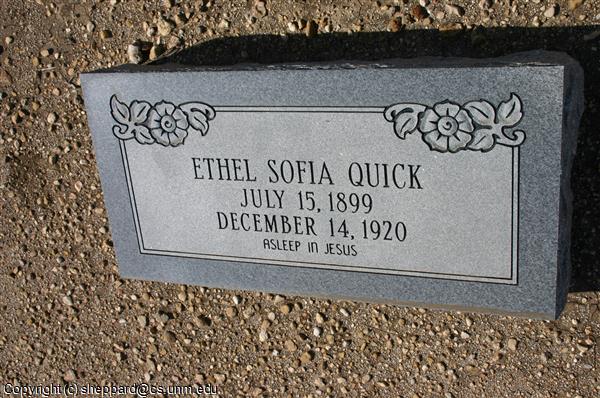 ETHEL SOFIA QUICK
JULY 15, 1899
DECEMBER 14, 1920
ASLEEP IN JESUS
Copyright (c) sheppard@cs.unm.edu.